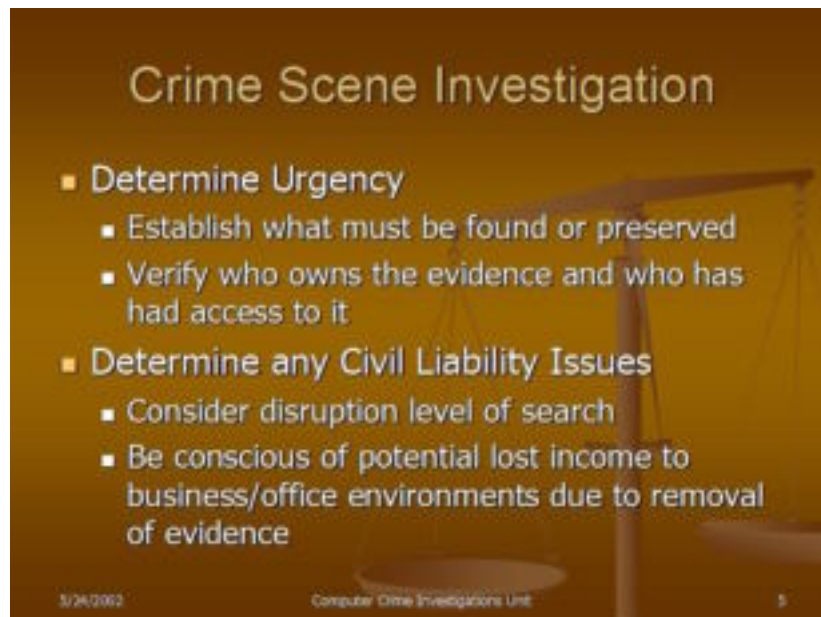 Crime Scene Investigation
Determine Urgency
Establish what must be found or preserved
Verify who owns the evidence and who has
had access to it
Determine any Civil Liability Issues
Consider disruption level of search
Be conscious of potential lost income to
business/office environments due to removal
of evidence
Computer Crime Investigations Unit
5